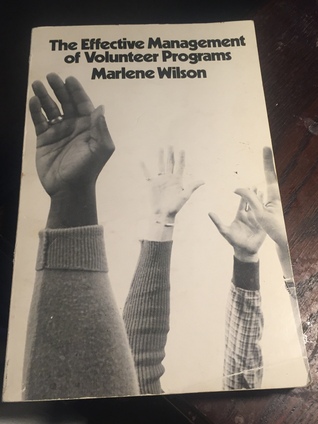 The Effective Management
of Volunteer Programs
Marlene Wilson